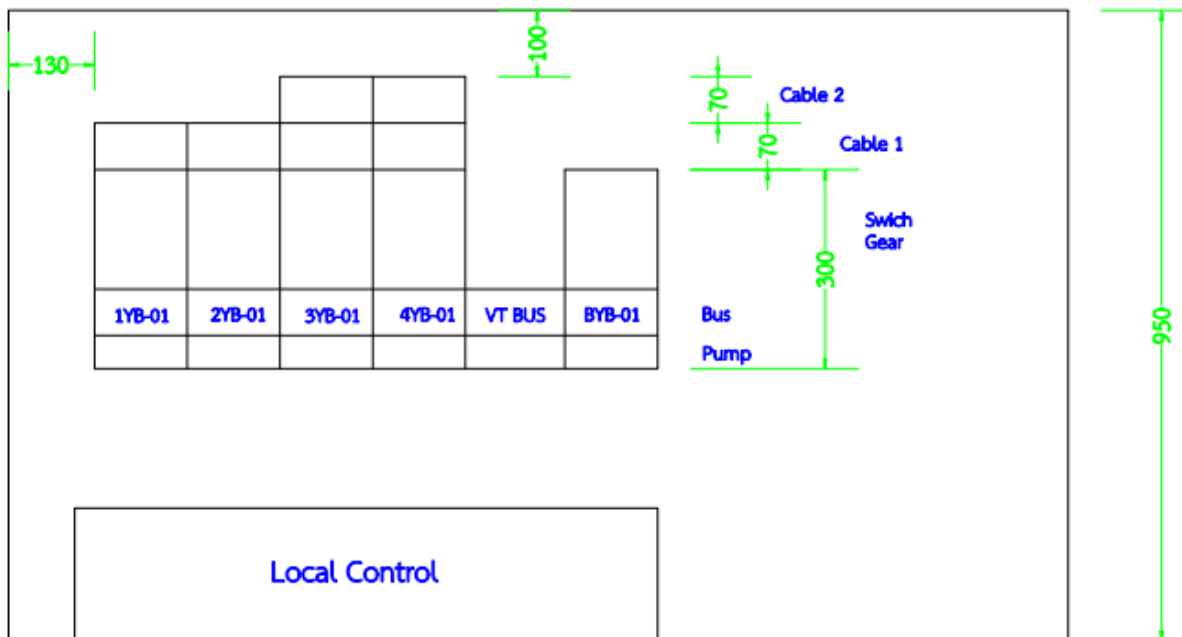 130
100
70
Cable 2
70
Cable 1
Swich
Gear
300
950
1YB-01
2YB-01
3YB-01
4YB-01
VT BUS
BYB-01
Bus
Pump
Local Control